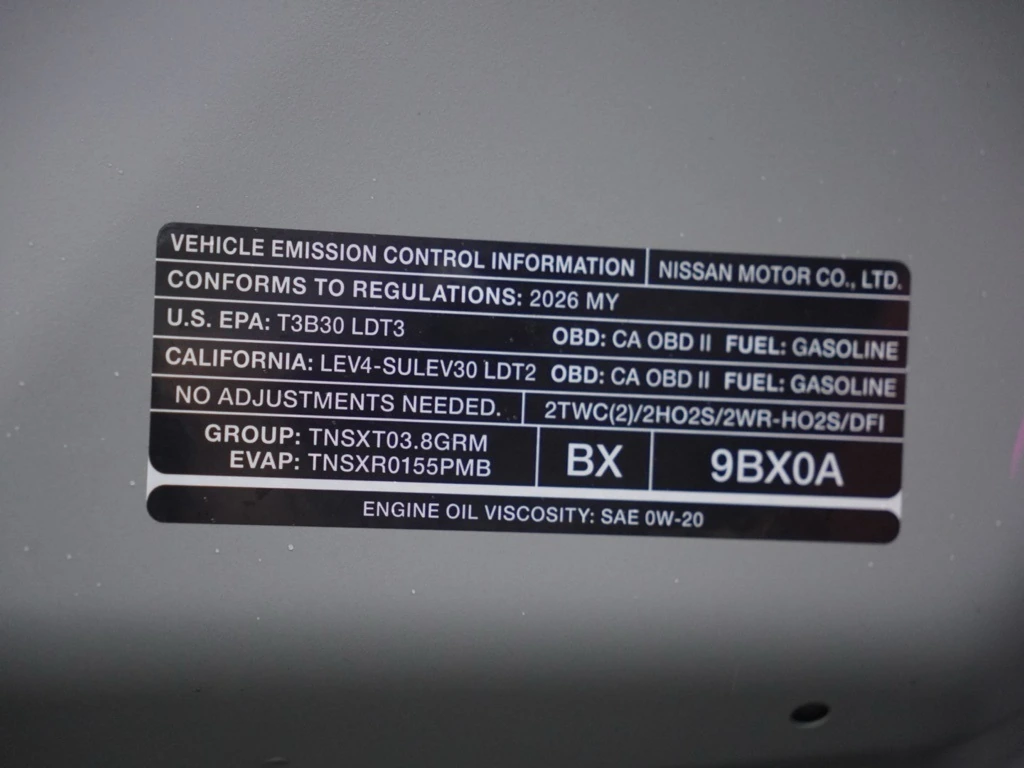 VEHICLE EMISSION CONTROL INFORMATION NISSAN MOTOR CO., LTD.
CONFORMS TO REGULATIONS: 2026 MY
U.S. EPA: T3B30 LDT3 OBD: CA OBD II FUEL: GASOLINE
CALIFORNIA: LEV4-SULEV30 LDT2 OBD: CA OBD II FUEL: GASOLINE
NO ADJUSTMENTS NEEDED. 2TWC(2)/2HO2S/2WR-HO2S/DFI
GROUP: TNSXT03.8GRM
EVAP: TNSXR0155PMB
BX 9BX0A
ENGINE OIL VISCOSITY: SAE 0W-20